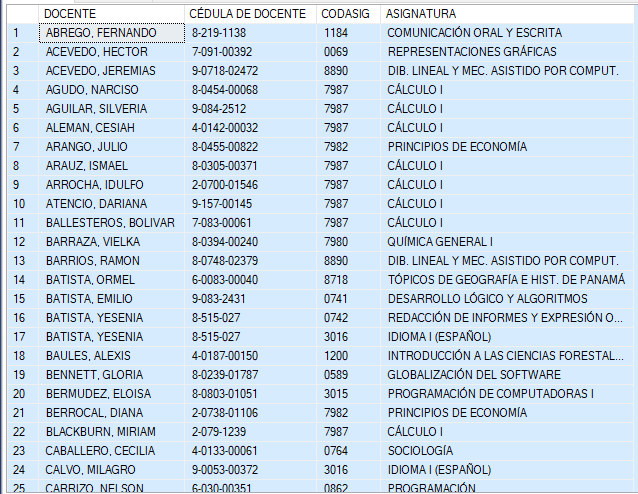 DOCENTE CÉDULA DE DOCENTE CODASIG ASIGNATURA
1 ABREGO, FERNANDO 8-219-1138 1184 COMUNICACIÓN ORAL Y ESCRITA
2 ACEVEDO, HECTOR 7-091-00392 0069 REPRESENTACIONES GRÁFICAS
3 ACEVEDO, JEREMIAS 9-0718-02472 8890 DIB. LINEAL Y MEC. ASISTIDO POR COMPUT.
4 AGUDO, NARCISO 8-0454-00068 7987 CÁLCULO I
5 AGUILAR, SILVERIA 9-084-2512 7987 CÁLCULO I
6 ALEMAN, CESIAH 4-0142-00032 7987 CÁLCULO I
7 ARANGO, JULIO 8-0455-00822 7982 PRINCIPIOS DE ECONOMÍA
8 ARAUZ, ISMAEL 8-0305-00371 7987 CÁLCULO I
9 ARROCHA, IDULFO 2-0700-01546 7987 CÁLCULO I
10 ATENCIO, DARIANA 9-157-00145 7987 CÁLCULO I
11 BALLESTEROS, BOLIVAR 7-083-00061 7987 CÁLCULO I
12 BARRAZA, VIELKA 8-0394-00240 7980 QUÍMICA GENERAL I
13 BARRIOS, RAMON 8-0748-02379 8890 DIB. LINEAL Y MEC. ASISTIDO POR COMPUT.
14 BATISTA, ORMEL 6-0083-00040 8718 TÓPICOS DE GEOGRAFÍA E HIST. DE PANAMÁ
15 BATISTA, EMILIO 9-083-2431 0741 DESARROLLO LÓGICO Y ALGORITMOS
16 BATISTA, YESENIA 8-515-027 0742 REDACCIÓN DE INFORMES Y EXPRESIÓN O...
17 BATISTA, YESENIA 8-515-027 3016 IDIOMA I (ESPAÑOL)
18 BAULES, ALEXIS 4-0187-00150 1200 INTRODUCCIÓN A LAS CIENCIAS FORESTAL...
19 BENNETT, GLORIA 8-0239-01787 0589 GLOBALIZACIÓN DEL SOFTWARE
20 BERMUDEZ, ELOISA 8-0803-01051 3015 PROGRAMACIÓN DE COMPUTADORAS I
21 BERROCAL, DIANA 2-0738-01106 7982 PRINCIPIOS DE ECONOMÍA
22 BLACKBURN, MIRIAM 2-079-1239 7987 CÁLCULO I
23 CABALLERO, CECILIA 4-0133-00061 0764 SOCIOLOGÍA
24 CALVO, MILAGRO 9-0053-00372 3016 IDIOMA I (ESPAÑOL)
25 CARRIZO, NELSON 6-030-00351 0862 PROGRAMACIÓN